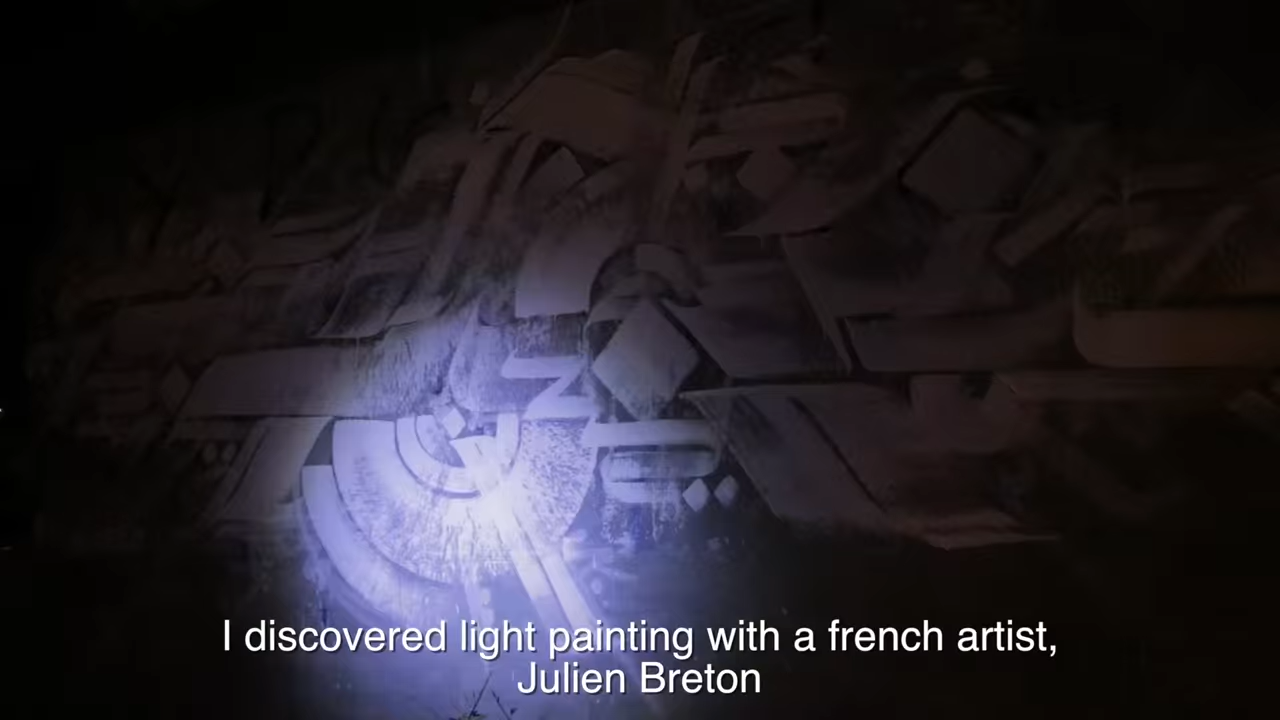 I discovered light painting with a french artist,
Julien Breton